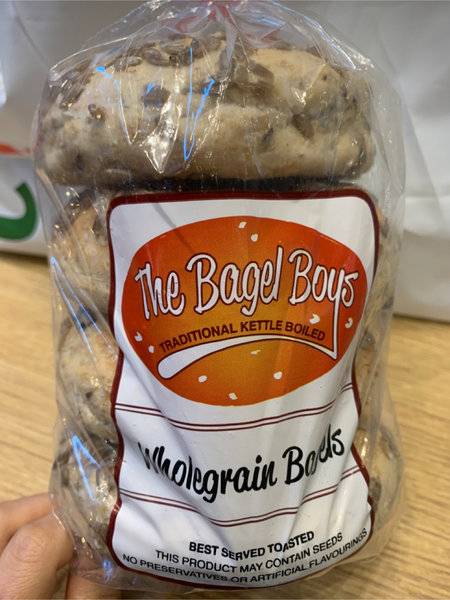 The Bagel Boys
TRADITIONAL KETTLE BOILED
Wholegrain
BEST SERVED TOASTED
THIS PRODUCT MAY CONTAIN SEEDS
NO PRESERVATIVES OR ARTIFICIAL FLAVOURINGS